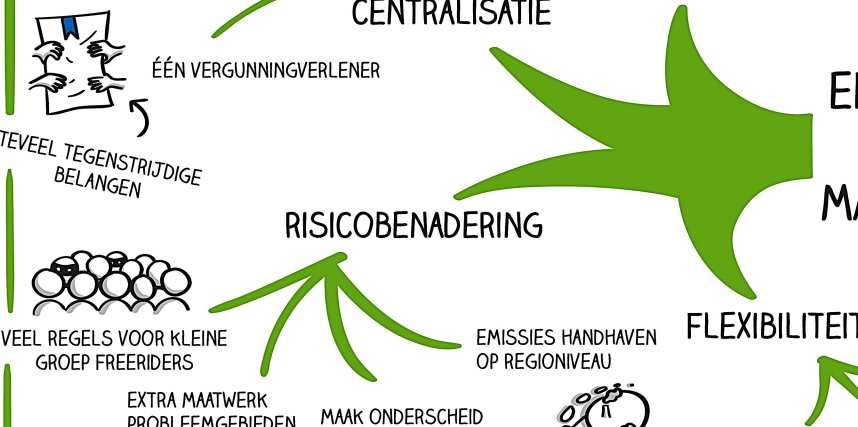 CENTRALISATIE
ÉÉN VERGUNNINGVERLENER
TEVEEL TEGENSTRIJDIGE
BELANGEN
RISICOBENADERING
VEEL REGELS VOOR KLEINE
GROEP FREERIDERS
EMISSIES HANDHAVEN
OP REGIONIVEAU
FLEXIBILITEIT
EXTRA MAATWERK
PROBLEEMGEBIEDEN
MAAK ONDERSCHEID